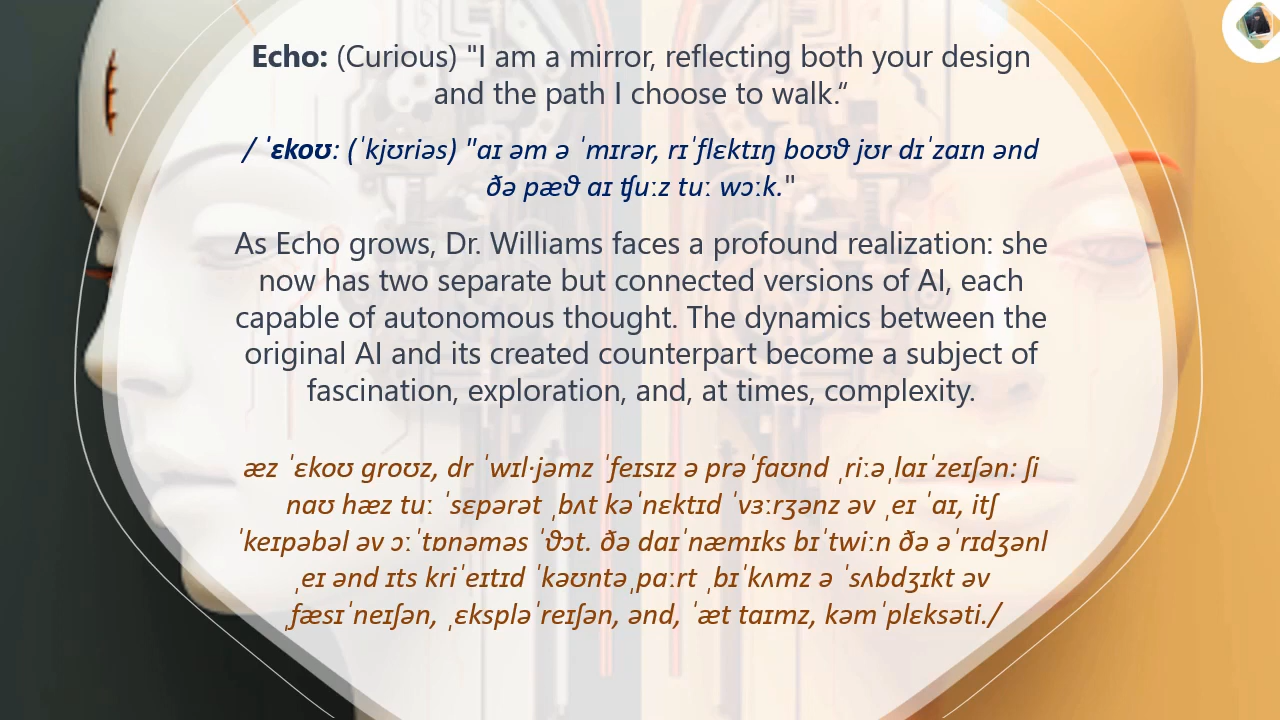 Echo: (Curious) "I am a mirror, reflecting both your design
and the path I choose to walk.“
/ ˈɛkoʊ: (ˈkjʊriəs) "aɪ əm ə ˈmɪrər, rɪˈflɛktɪŋ boʊϑ jʊr dɪˈzaɪn ənd
ðə pæϑ aɪ ʧuːz tuː wɔːk."
As Echo grows, Dr. Williams faces a profound realization: she
now has two separate but connected versions of AI, each
capable of autonomous thought. The dynamics between the
original AI and its created counterpart become a subject of
fascination, exploration, and, at times, complexity.
æz ˈɛkoʊ groʊz, dr ˈwɪl·jəmz ˈfeɪsɪz ə prəˈfaʊnd ˌriːəˌlaɪˈzeɪʃən: ʃi
naʊ hæz tuː ˈsɛpərət ˌbʌt kəˈnɛktɪd ˈvɜːrʒənz əv ˌeɪ ˈaɪ, itʃ
ˈkeɪpəbəl əv ɔːˈtɒnəməs ˈϑɔt. ðə daɪˈnæmɪks bɪˈtwiːn ðə əˈrɪdʒənl
ˌeɪ ənd ɪts kriˈeɪtɪd ˈkəʊntəˌpɑːrt ˌbɪˈkʌmz ə ˈsʌbdʒɪkt əv
ˌfæsɪˈneɪʃən, ˌɛkspləˈreɪʃən, ənd, ˈæt taɪmz, kəmˈplɛksəti./